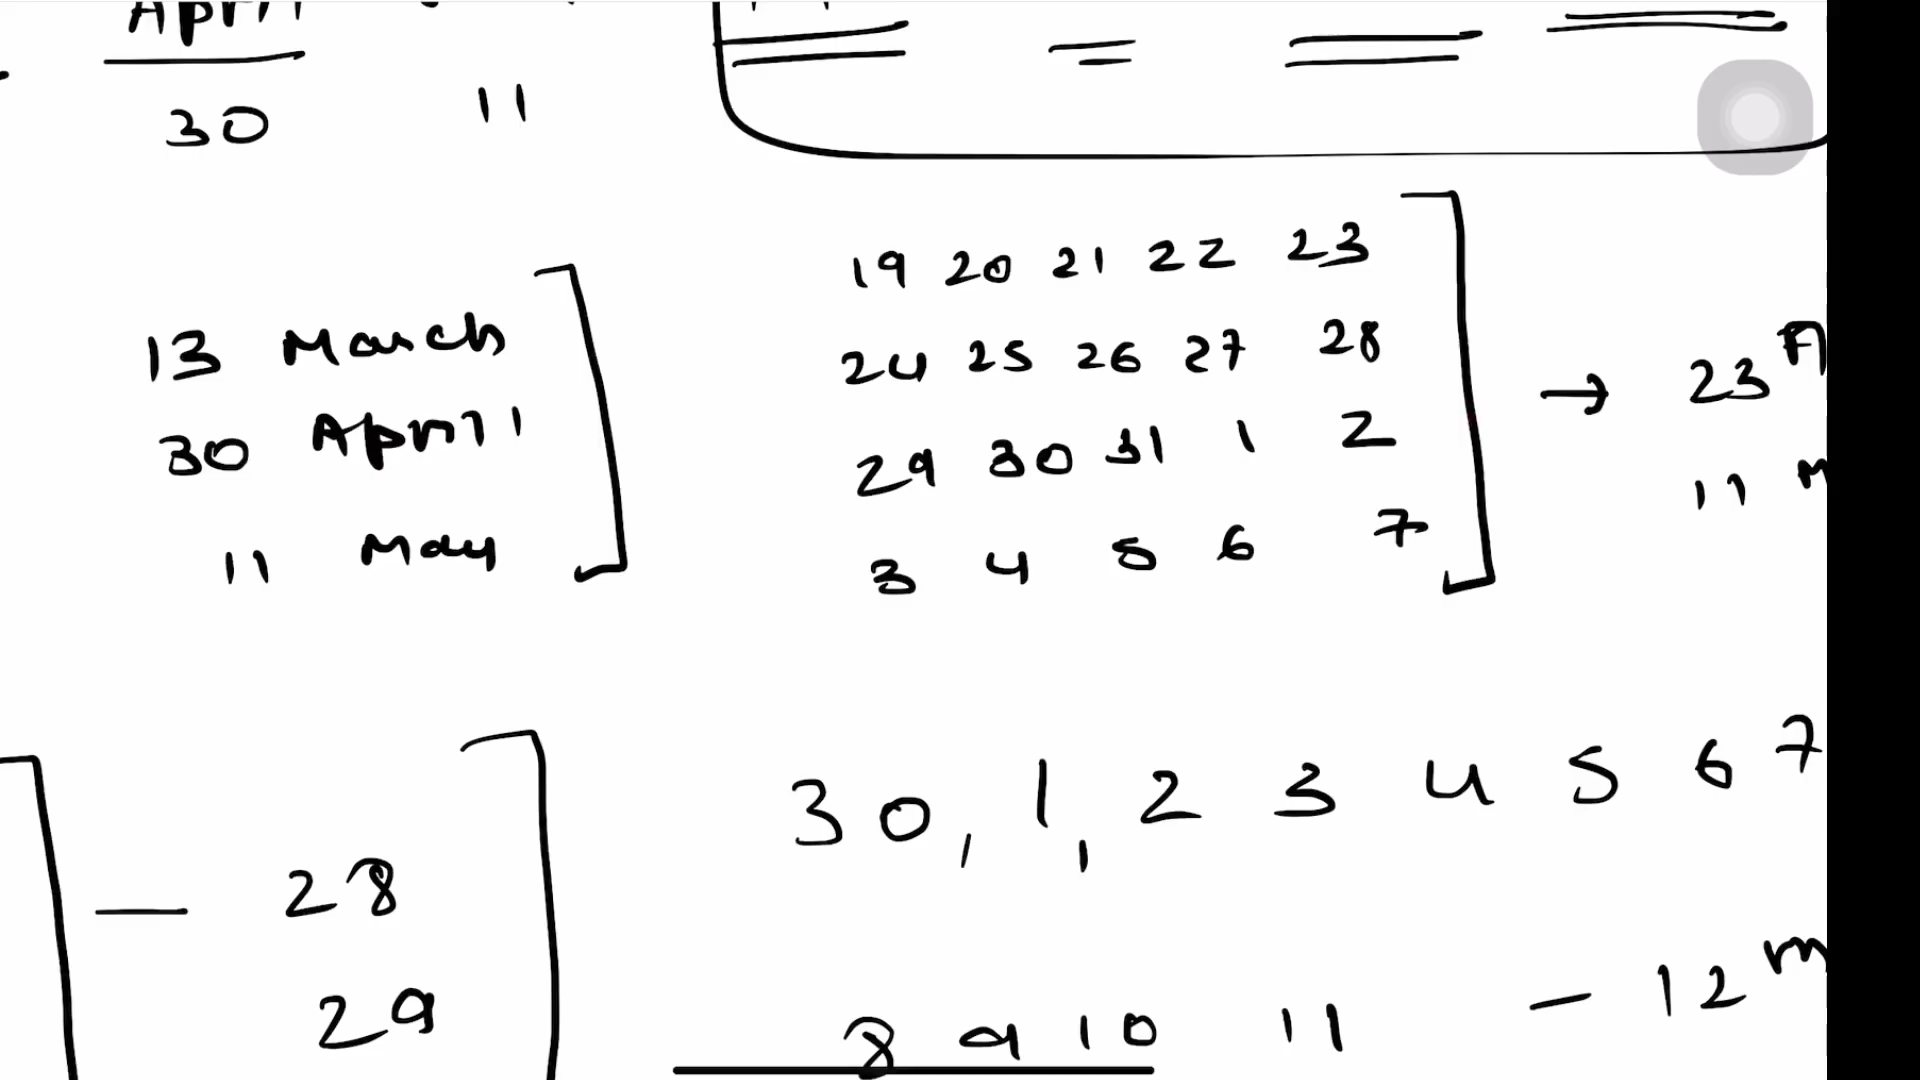 April
30 11
19 20 21 22 23
13 March
24 25 26 27 28
23
30 April
29 30 31 1 2
11
11 May
3 4 5 6 7
30, 1, 2 3 4 5 6 7
— 28
29
8 9 10 11 – 12